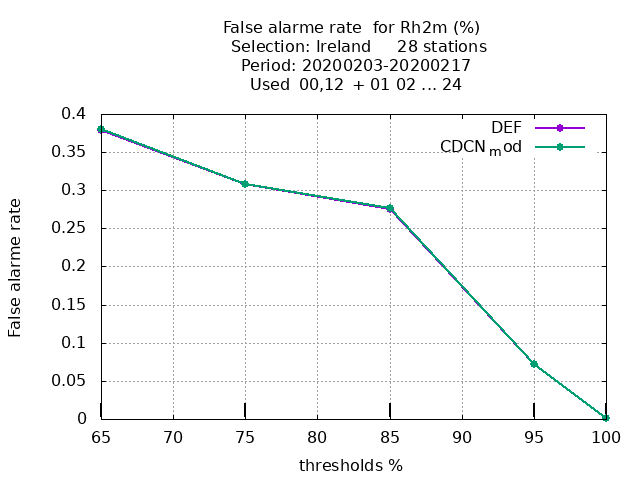 False alarme rate  for Rh2m (%)
Selection: Ireland     28 stations
Period: 20200203-20200217
Used  00,12  + 01 02 ... 24
DEF
CDCNmod
0.4
0.35
0.3
0.25
0.2
0.15
0.1
0.05
0
False alarme rate
65 70 75 80 85 90 95 100
thresholds %